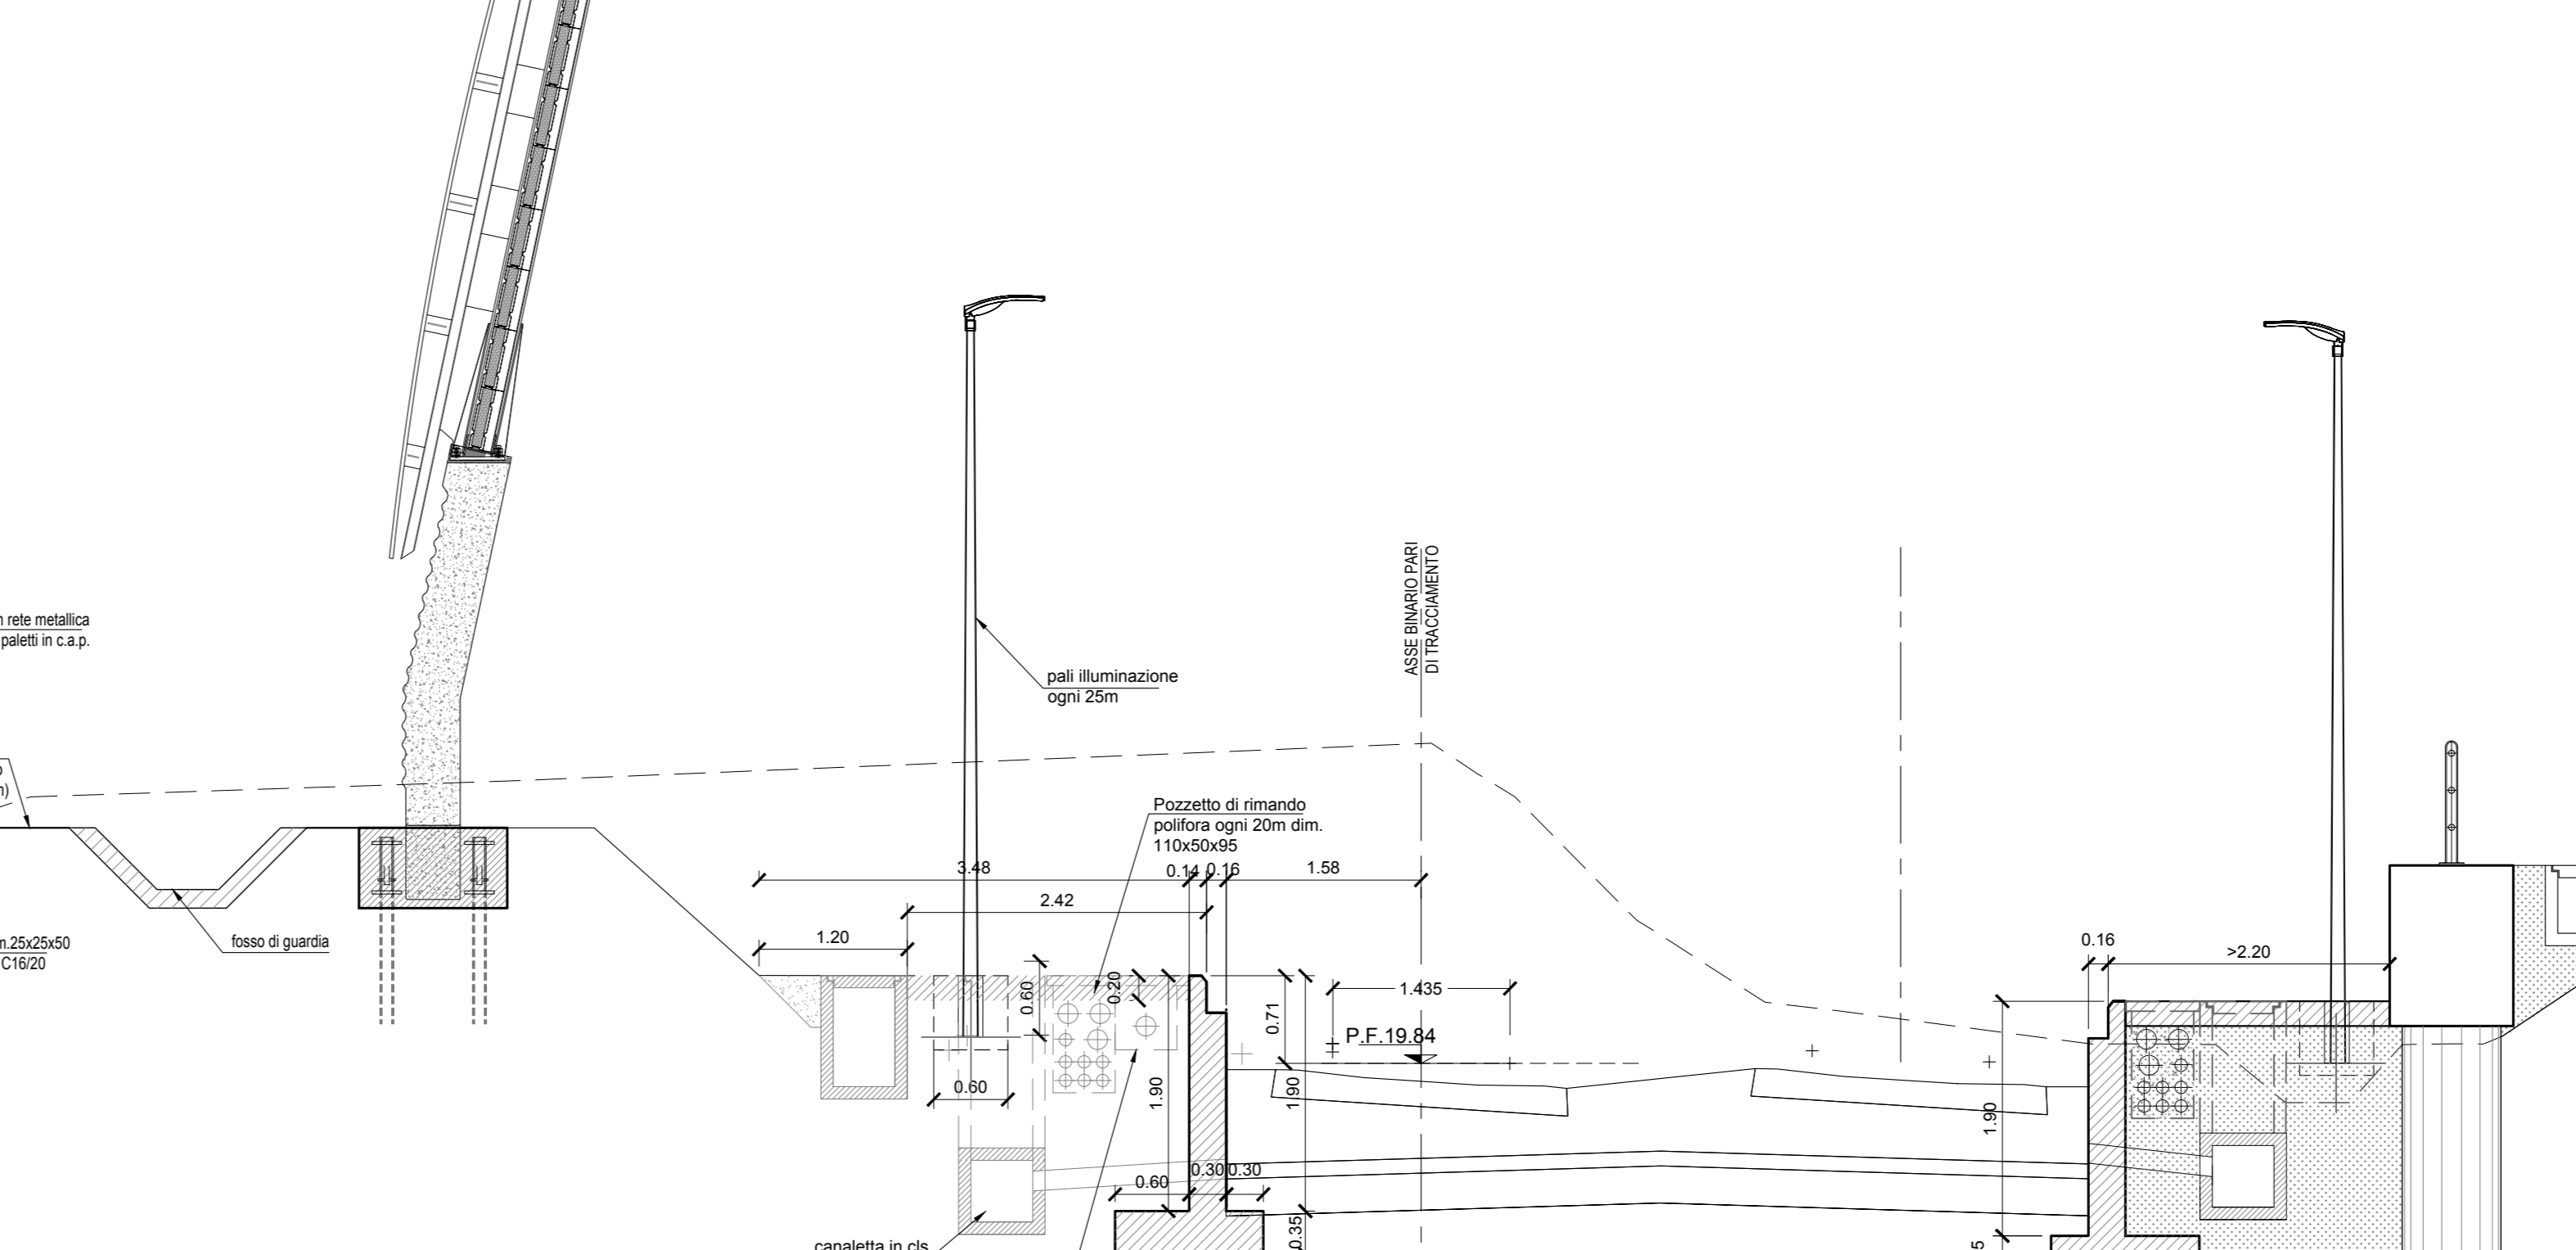 rete metallica
paletti in c.a.p.
pali illuminazione
ogni 25m
ASSE BINARIO PARI
DI TRACCIAMENTO
Pozzetto di rimando
polifora ogni 20m dim.
110x50x95
3.48
0.14
0.16
1.58
2.42
1.20
fosso di guardia
m.25x25x50
C16/20
0.60
0.20
0.71
1.435
P.F.19.84
0.60
1.90
1.90
0.60
0.30
0.30
0.35
canaletta in cls
0.16
>2.20
1.90
5